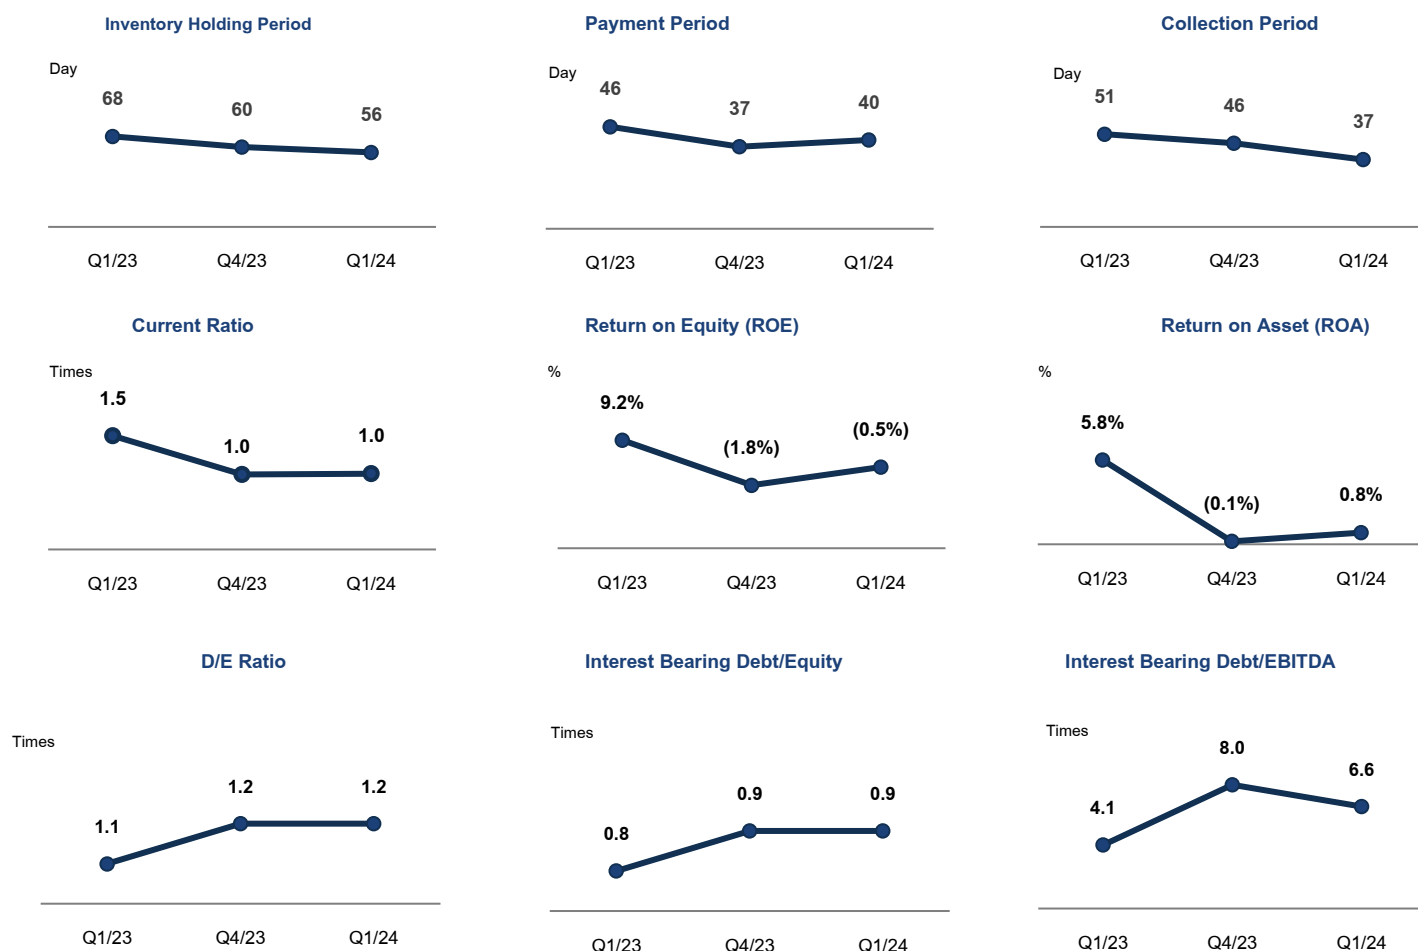 Inventory Holding Period
Payment Period
Collection Period
Day
Day
Day
68
60
56
46
37
40
51
46
37
Q1/23
Q4/23
Q1/24
Q1/23
Q4/23
Q1/24
Q1/23
Q4/23
Q1/24
Current Ratio
Return on Equity (ROE)
Return on Asset (ROA)
Times
%
%
1.5
1.0
1.0
9.2%
(1.8%)
(0.5%)
5.8%
(0.1%)
0.8%
Q1/23
Q4/23
Q1/24
Q1/23
Q4/23
Q1/24
Q1/23
Q4/23
Q1/24
D/E Ratio
Interest Bearing Debt/Equity
Interest Bearing Debt/EBITDA
Times
Times
Times
1.1
1.2
1.2
0.8
0.9
0.9
4.1
8.0
6.6
Q1/23
Q4/23
Q1/24
Q1/23
Q4/23
Q1/24
Q1/23
Q4/23
Q1/24